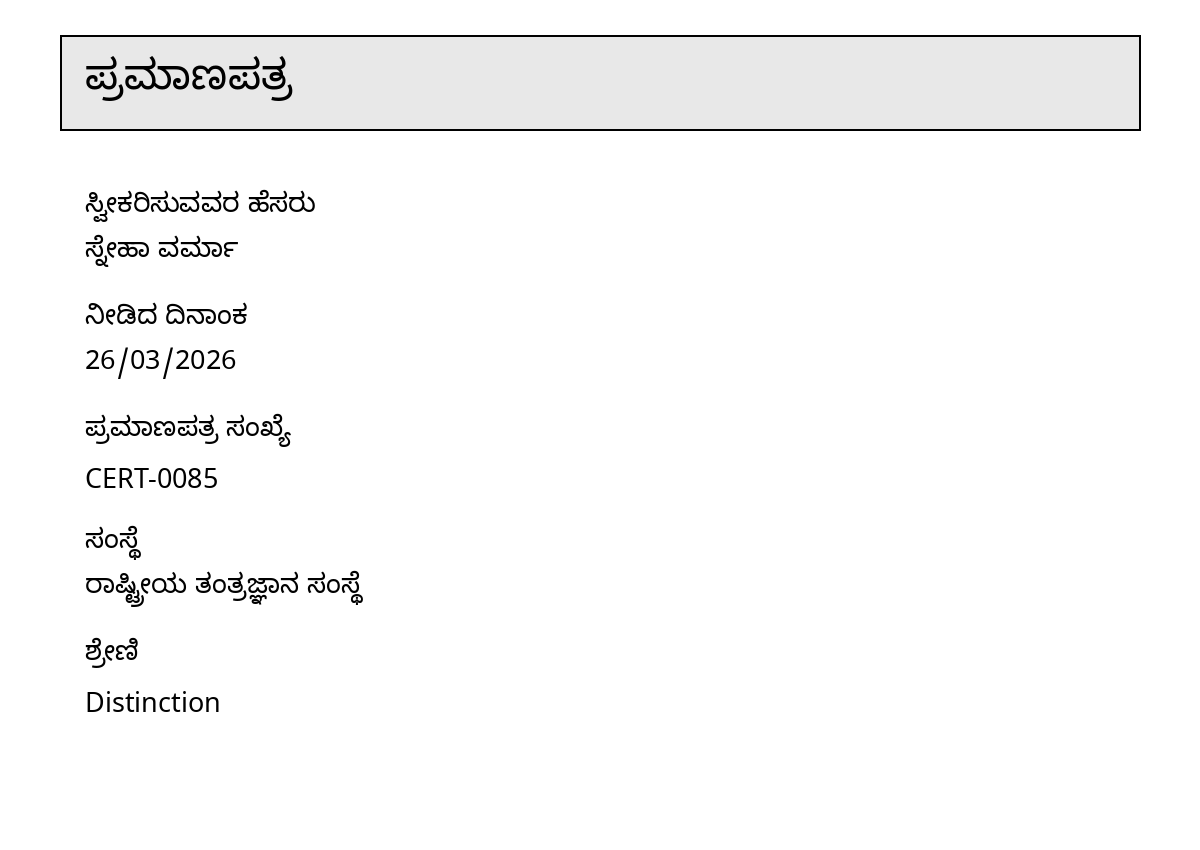 ಪ್ರಮಾಣಪತ್ರ
ಸ್ವೀಕರಿಸುವವರ ಹೆಸರು
ಸ್ನೇಹಾ ವರ್ಮಾ
ನೀಡಿದ ದಿನಾಂಕ
26/03/2026
ಪ್ರಮಾಣಪತ್ರ ಸಂಖ್ಯೆ
CERT-0085
ಸಂಸ್ಥೆ
ರಾಷ್ಟ್ರೀಯ ತಂತ್ರಜ್ಞಾನ ಸಂಸ್ಥೆ
ಶ್ರೇಣಿ
Distinction